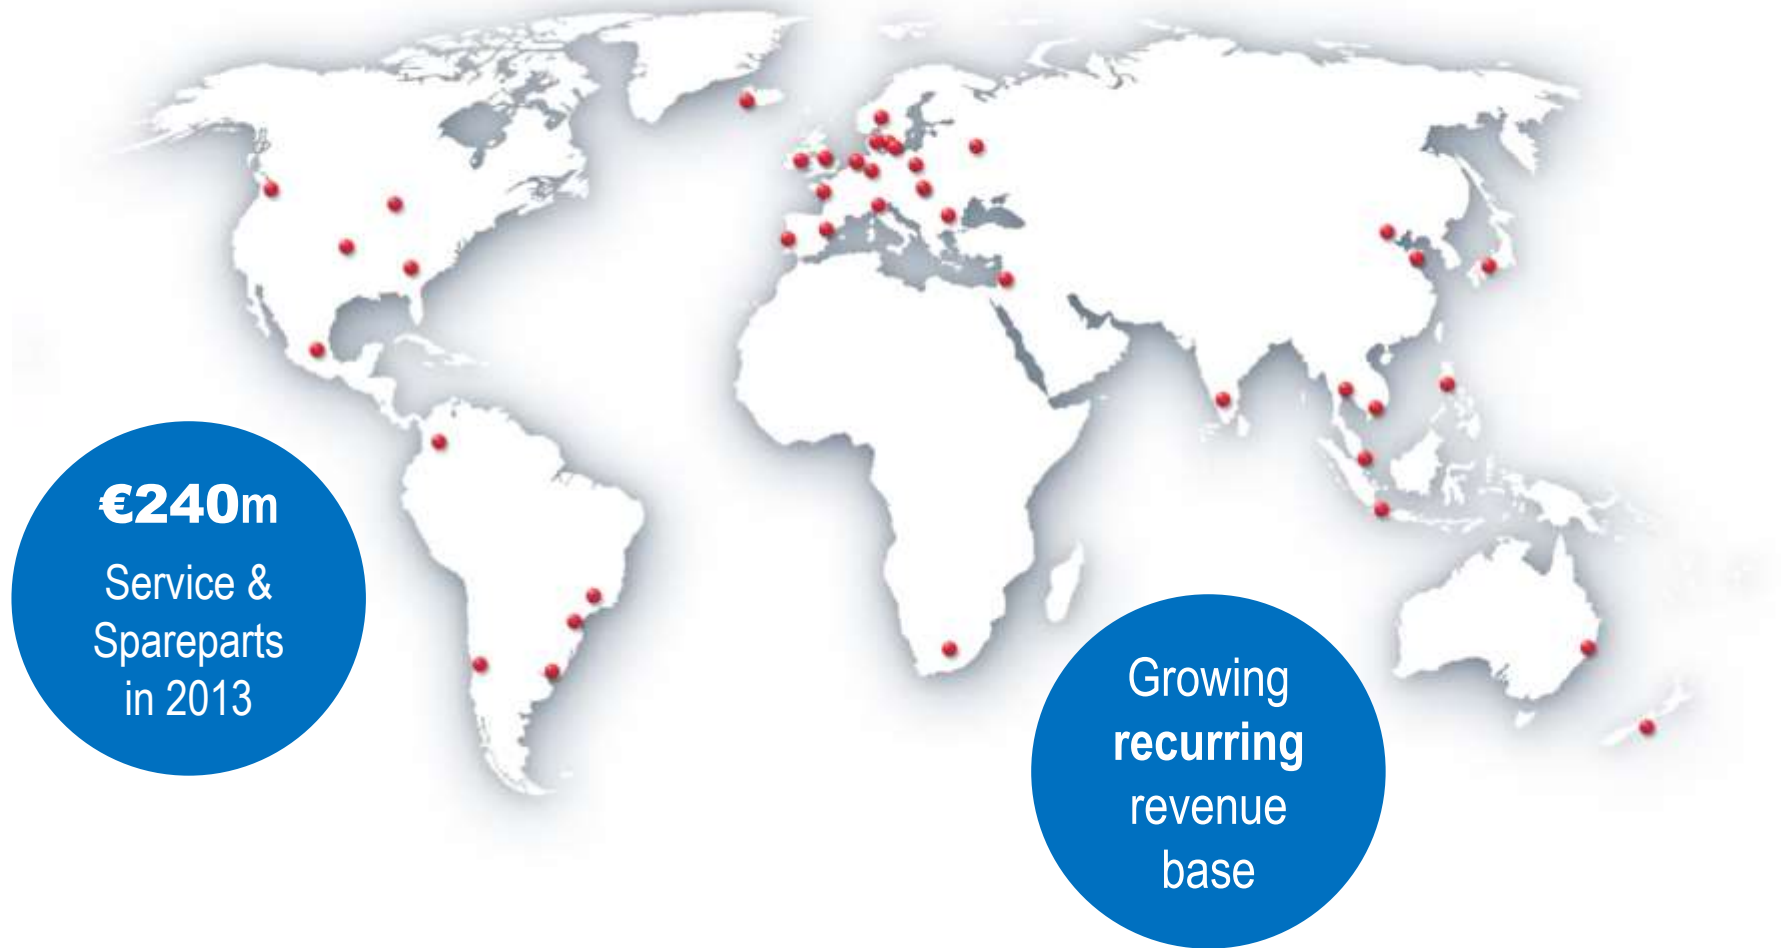 €240m
Service &
Spareparts
in 2013
Growing
recurring
revenue
base